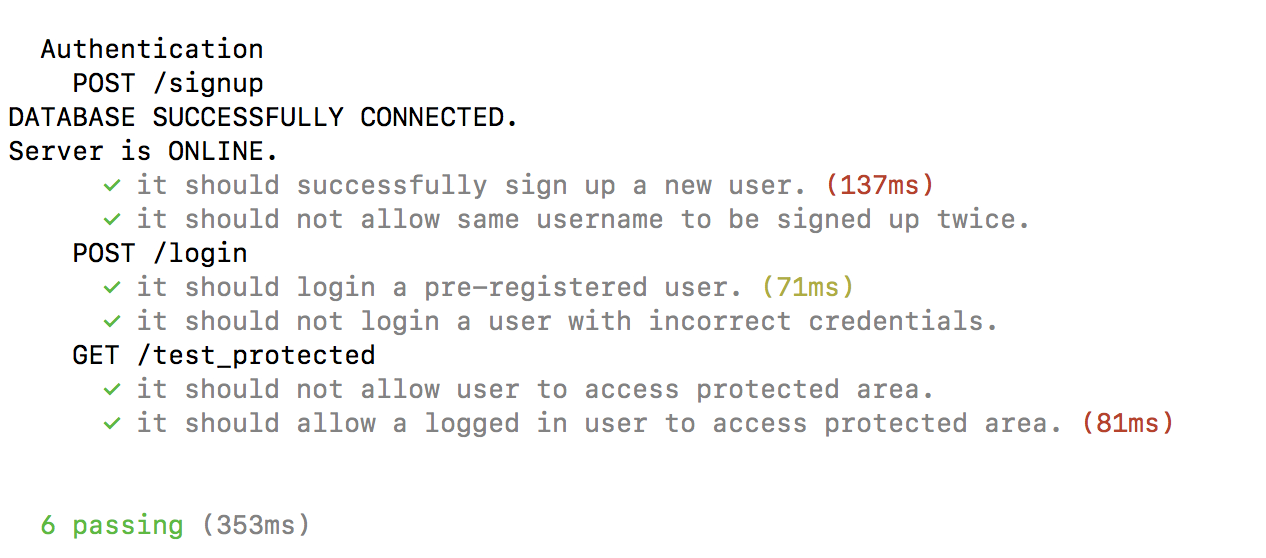 Authentication
POST /signup
DATABASE SUCCESSFULLY CONNECTED.
Server is ONLINE.
✓ it should successfully sign up a new user. (137ms)
✓ it should not allow same username to be signed up twice.
POST /login
✓ it should login a pre-registered user. (71ms)
✓ it should not login a user with incorrect credentials.
GET /test_protected
✓ it should not allow user to access protected area.
✓ it should allow a logged in user to access protected area. (81ms)
6 passing (353ms)